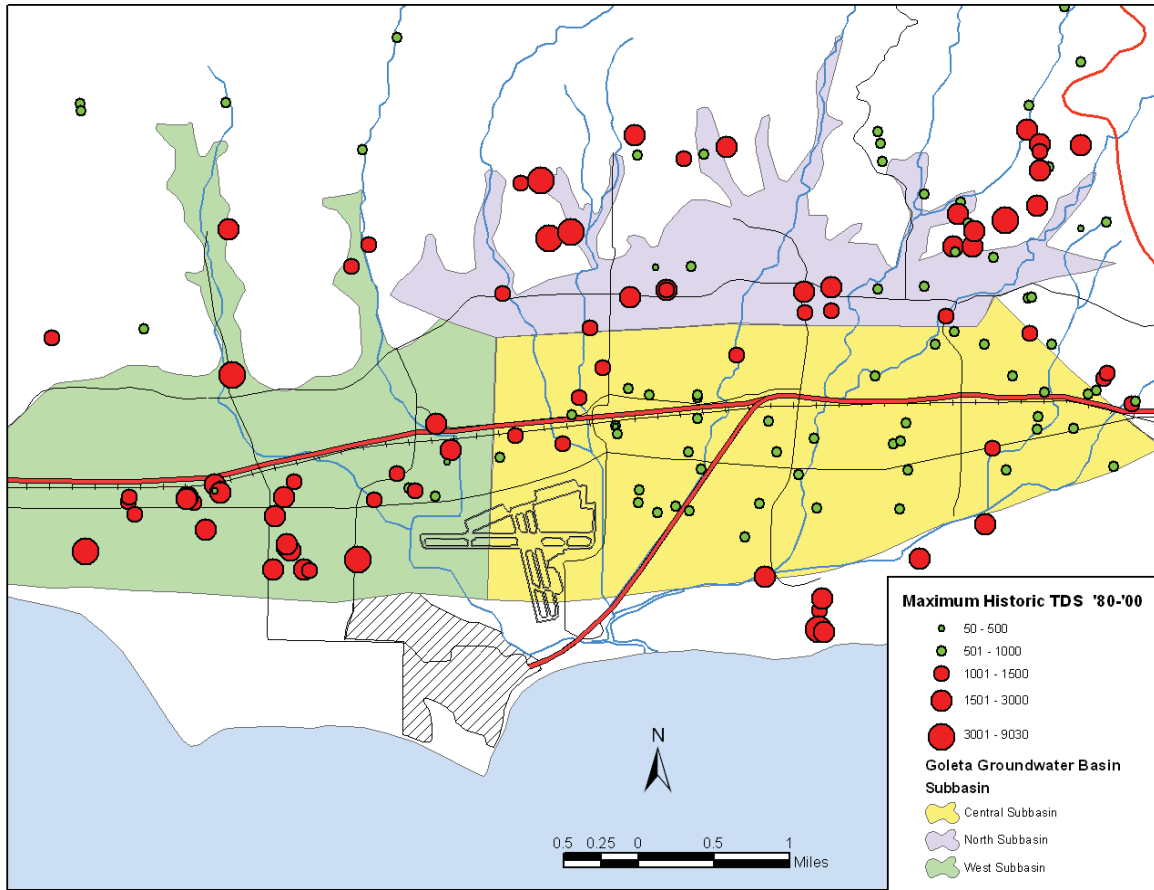 Maximum Historic TDS '80-'00
50 - 500
501 - 1000
1001 - 1500
1501 - 3000
3001 - 9030
Goleta Groundwater Basin
Subbasin
Central Subbasin
North Subbasin
West Subbasin
N
0.5 0.25 0 0.5 1
Miles